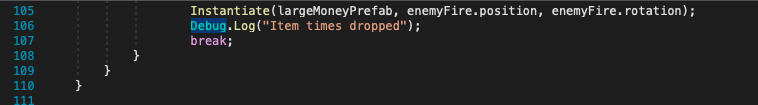 105 Instantiate(largeMoneyPrefab, enemyFire.position, enemyFire.rotation);
106 Debug.Log("Item times dropped");
107 break;
108 }
109 }
110 }
111